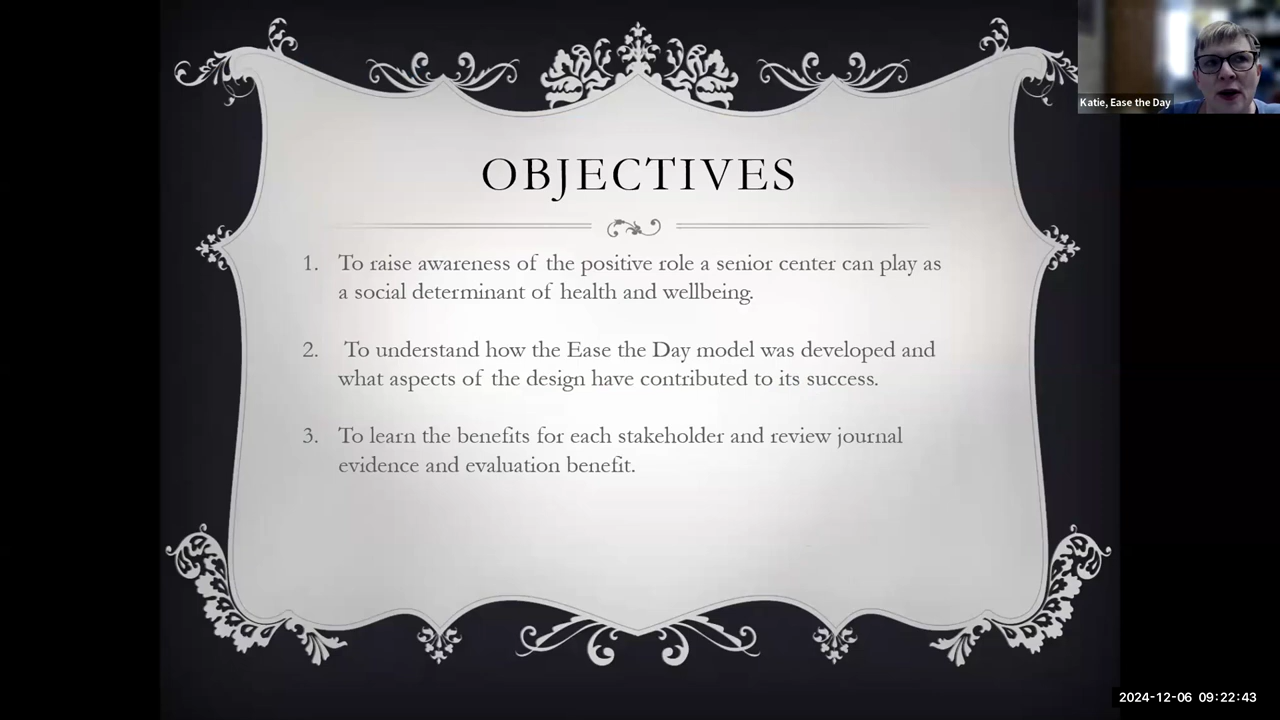 Katie, Ease the Day
OBJECTIVES
1. To raise awareness of the positive role a senior center can play as
a social determinant of health and wellbeing.
2. To understand how the Ease the Day model was developed and
what aspects of the design have contributed to its success.
3. To learn the benefits for each stakeholder and review journal
evidence and evaluation benefit.
2024-12-06 09:22:43